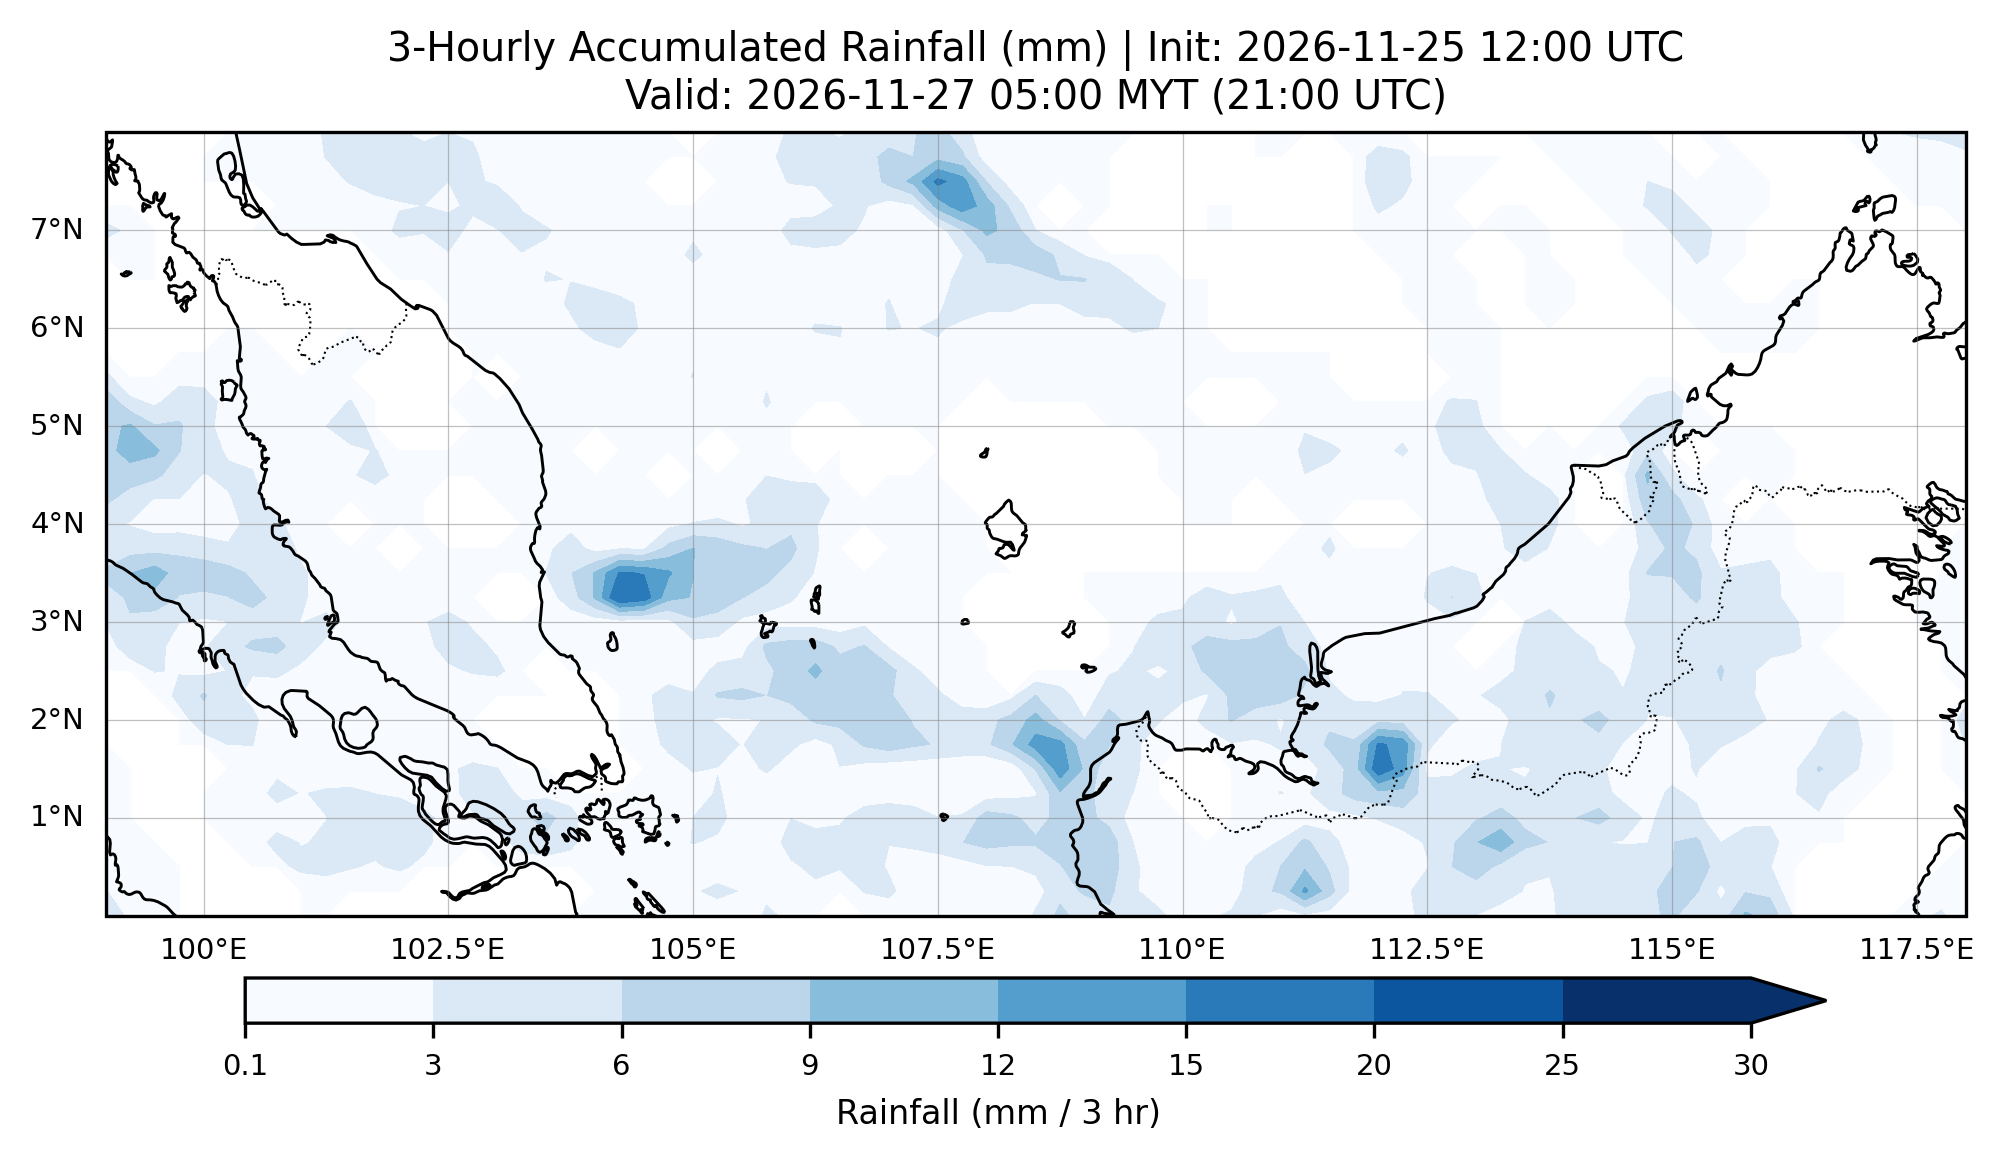 3-Hourly Accumulated Rainfall (mm) | Init: 2026-11-25 12:00 UTC
Valid: 2026-11-27 05:00 MYT (21:00 UTC)
7°N
6°N
5°N
4°N
3°N
2°N
1°N
100°E 102.5°E 105°E 107.5°E 110°E 112.5°E 115°E 117.5°E
0.1 3 6 9 12 15 20 25 30
Rainfall (mm / 3 hr)